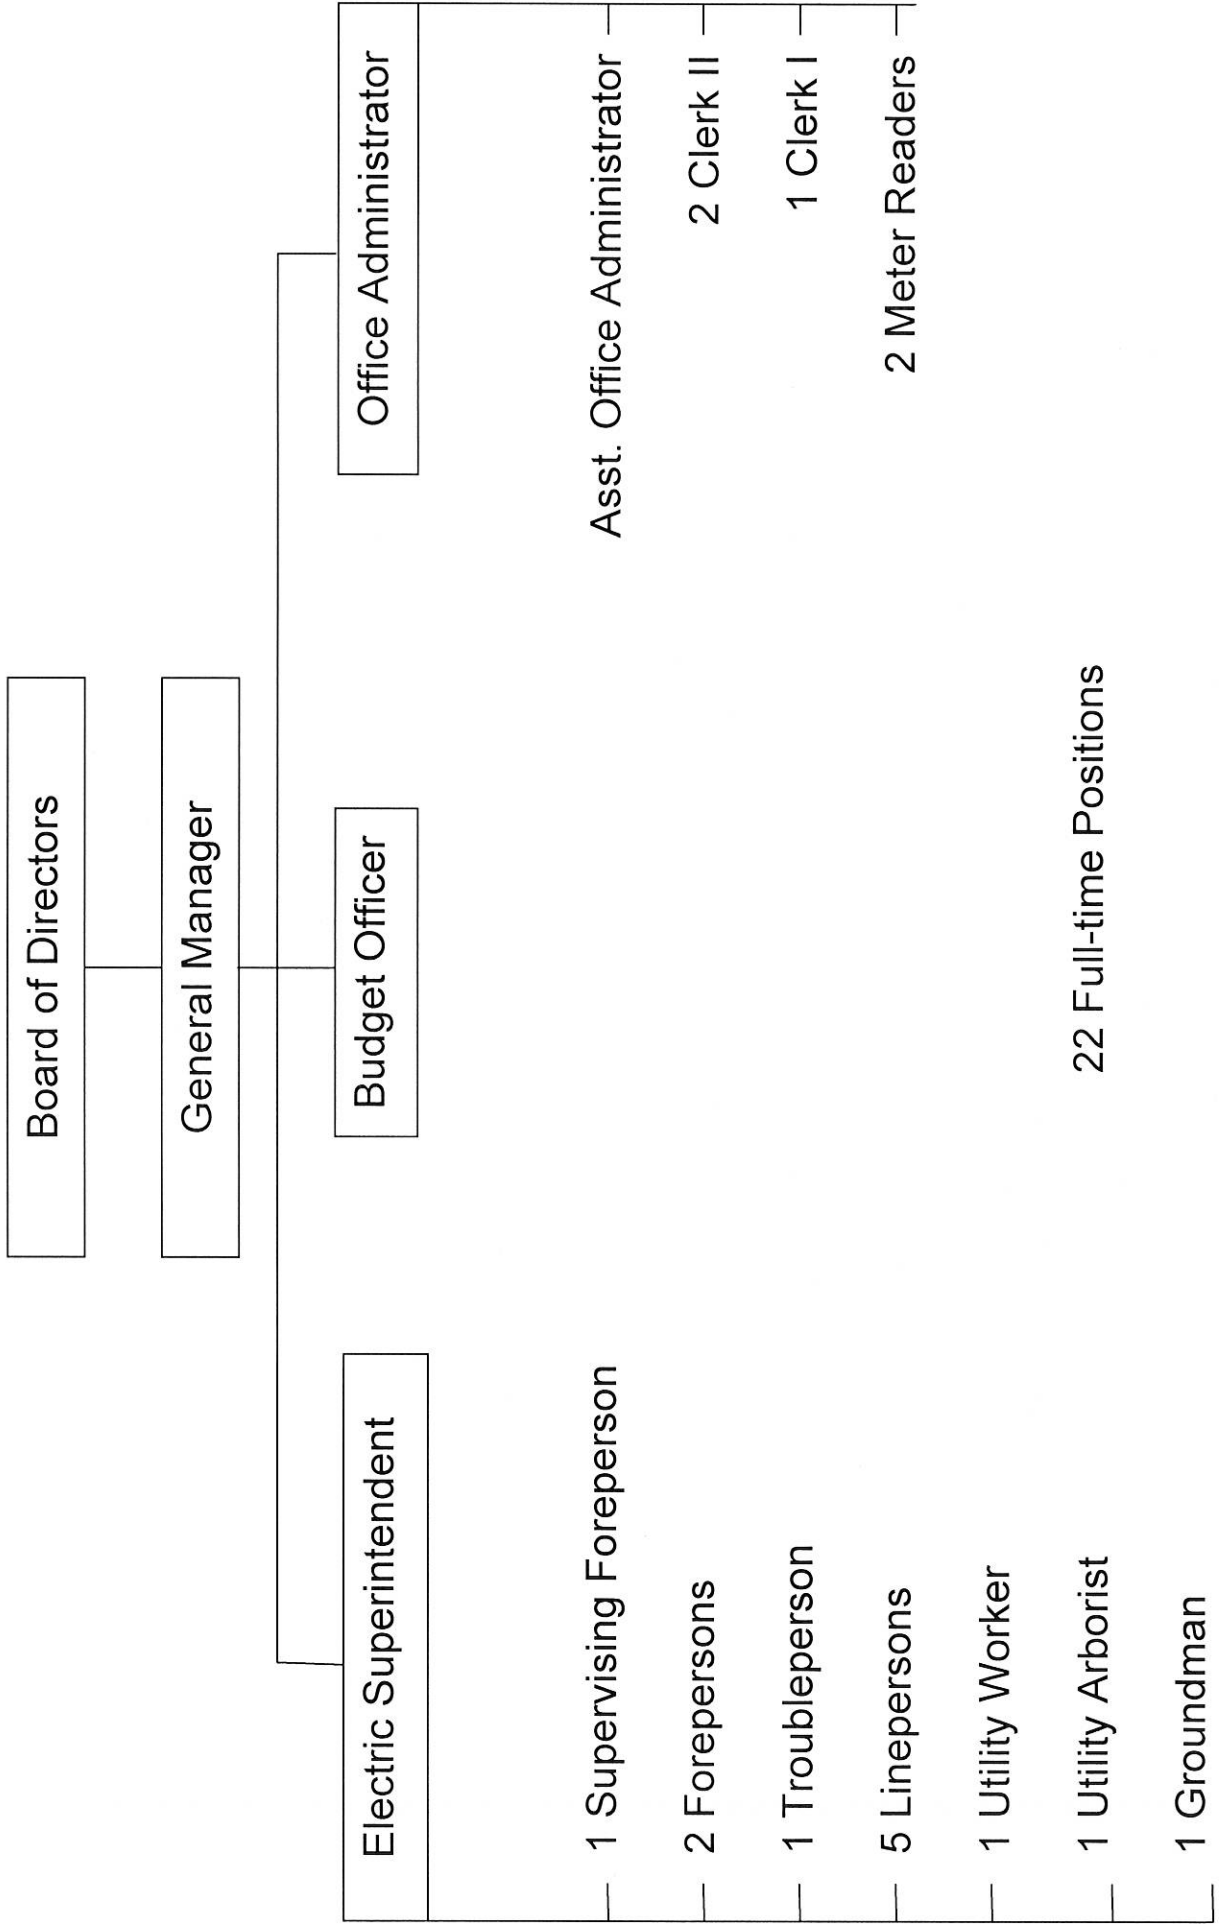 Board of Directors
General Manager
Electric Superintendent
Budget Officer
Office Administrator
1 Supervising Foreperson
2 Forepersons
1 Troubleperson
5 Linepersons
1 Utility Worker
1 Utility Arborist
1 Groundman
Asst. Office Administrator
2 Clerk II
1 Clerk I
2 Meter Readers
22 Full-time Positions